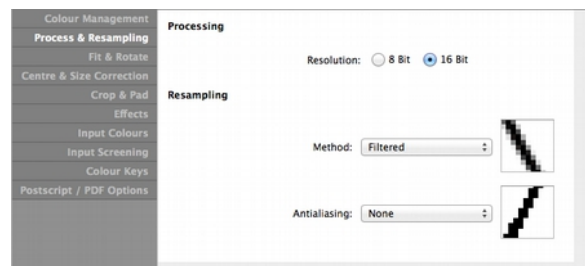 Colour Management
Process & Resampling
Fit & Rotate
Centre & Size Correction
Crop & Pad
Effects
Input Colours
Input Screening
Colour Keys
Postscript / PDF Options
Processing
Resolution: 8 Bit 16 Bit
Resampling
Method: Filtered
Antialiasing: None